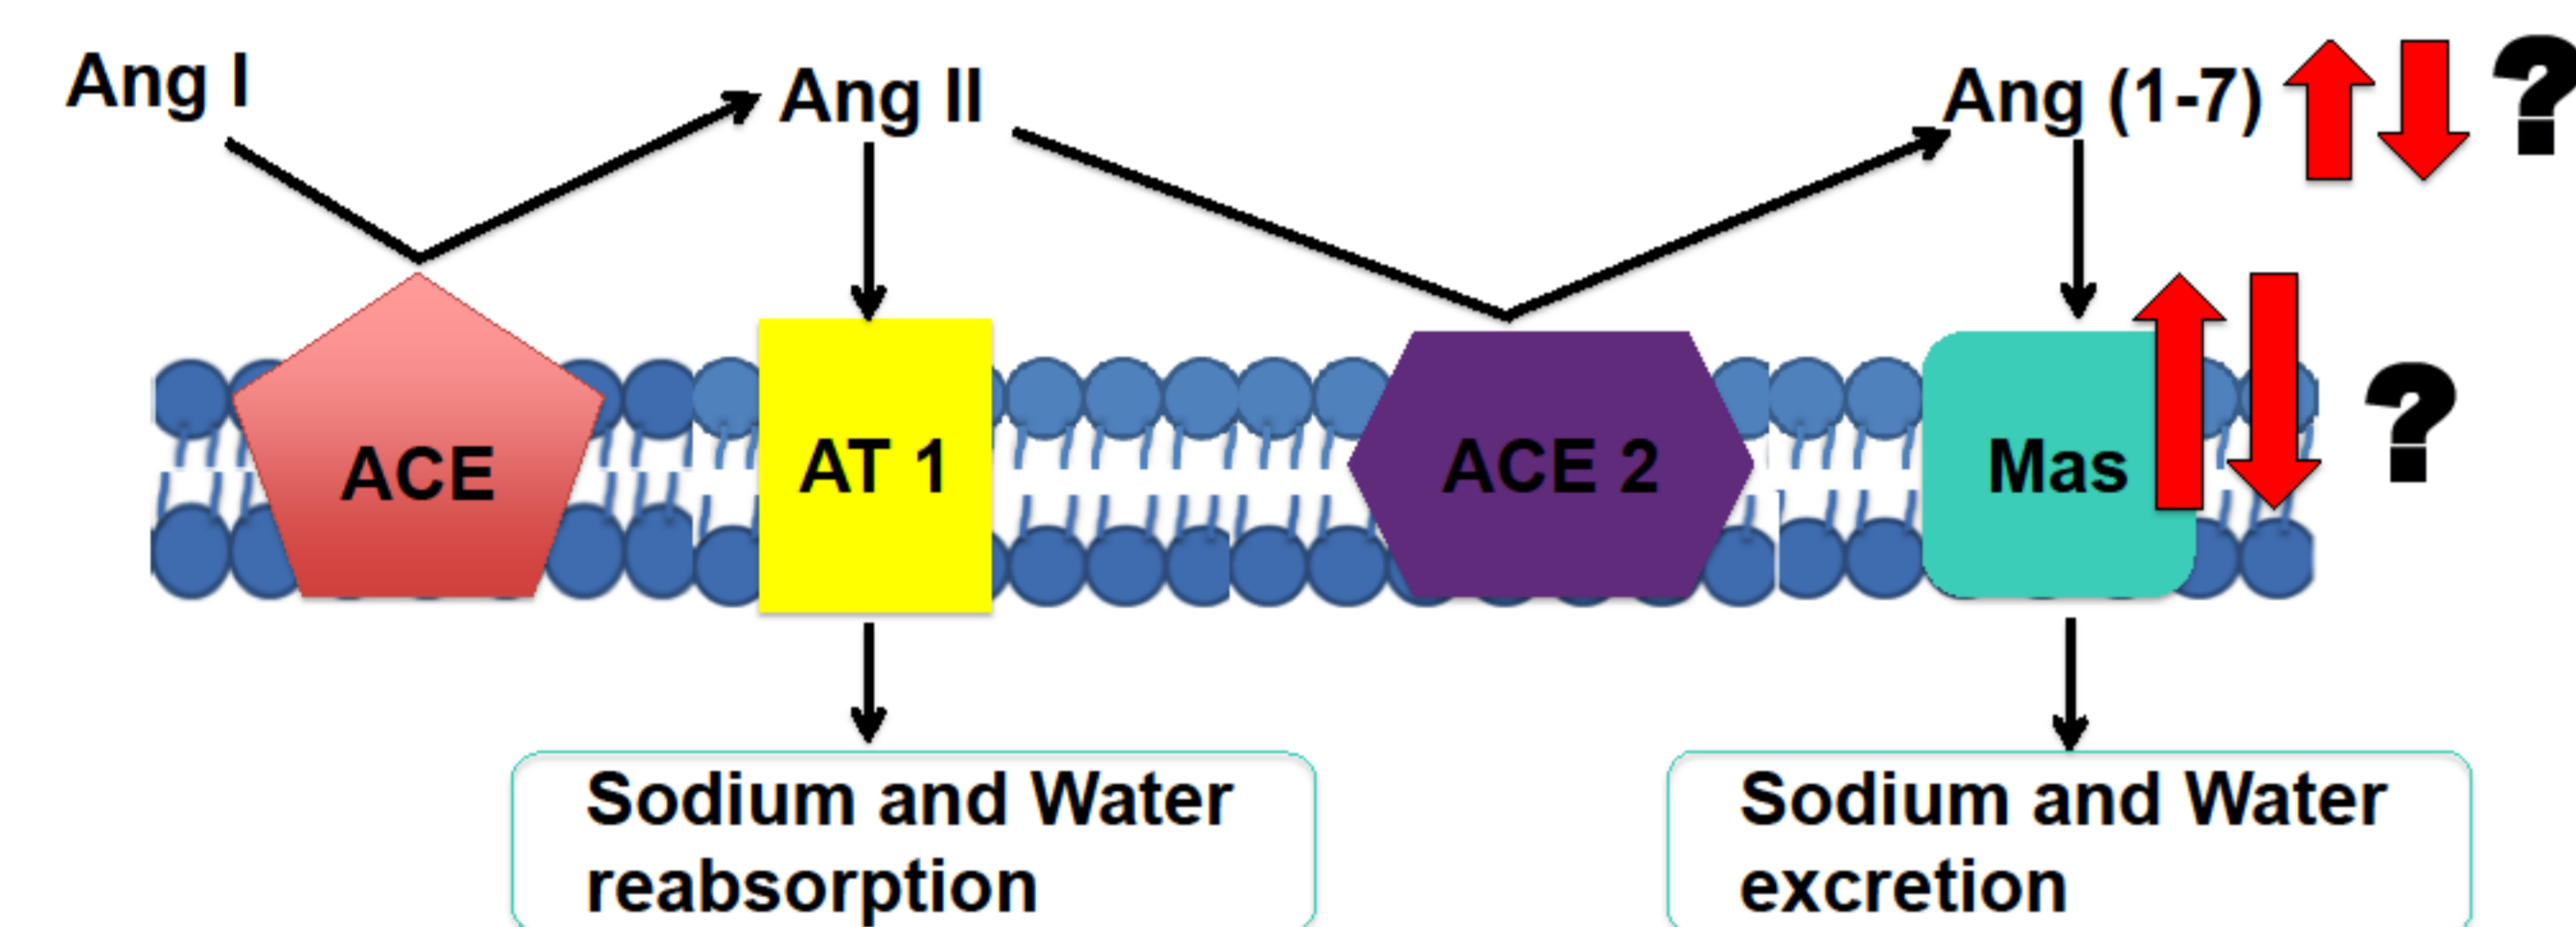 Ang I
Ang II
Ang (1-7)
?
ACE
AT 1
ACE 2
Mas
?
Sodium and Water
reabsorption
Sodium and Water
excretion